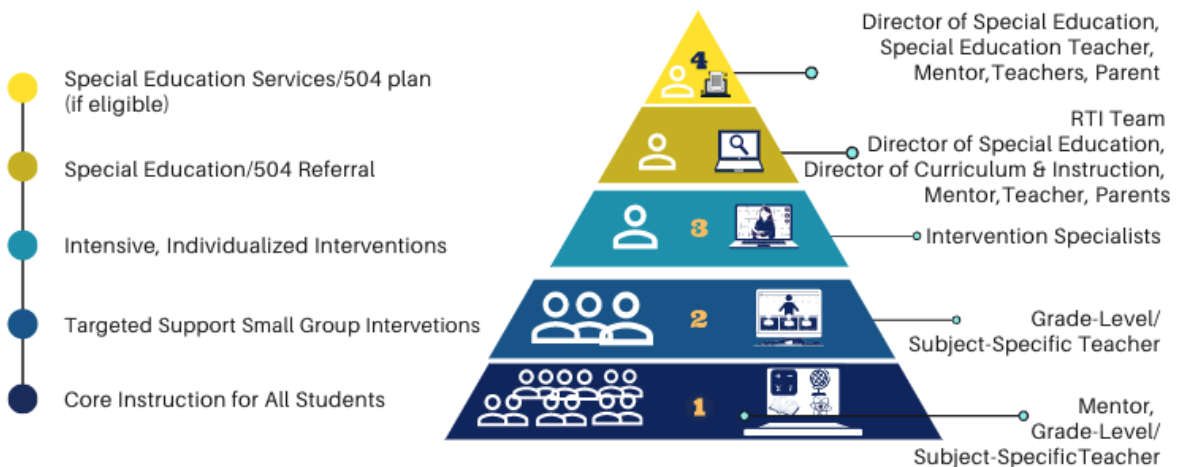 Special Education Services/504 plan
(if eligible)
Special Education/504 Referral
Intensive, Individualized Interventions
Targeted Support Small Group Intervetions
Core Instruction for All Students
4
3
2
1
Director of Special Education,
Special Education Teacher,
Mentor,Teachers, Parent
RTI Team
Director of Special Education,
Director of Curriculum & Instruction,
Mentor,Teacher, Parents
Intervention Specialists
Grade-Level/
Subject-Specific Teacher
Mentor,
Grade-Level/
Subject-SpecificTeacher